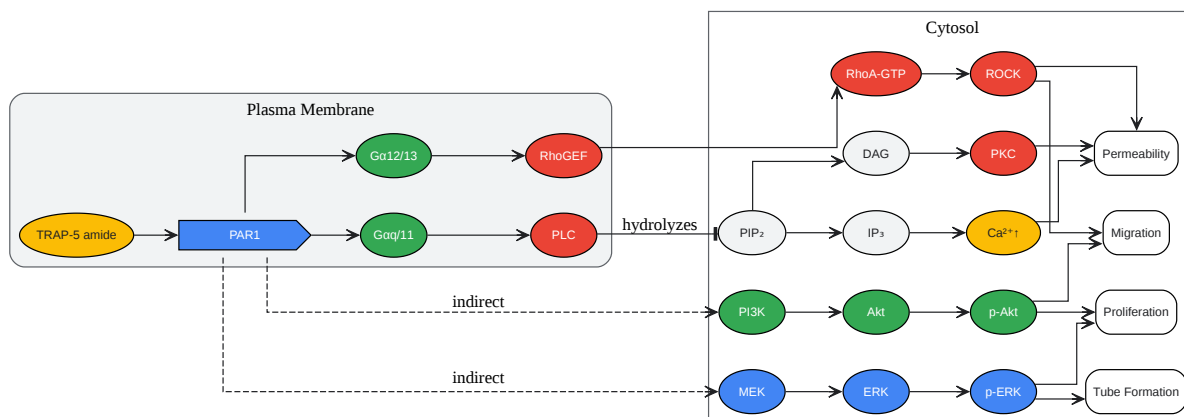 Cytosol
RhoA-GTP
ROCK
Plasma Membrane
Gα12/13
RhoGEF
DAG
PKC
Permeability
TRAP-5 amide
PAR1
Gαq/11
PLC
hydrolyzes
PIP₂
IP₃
Ca²⁺↑
Migration
indirect
PI3K
Akt
p-Akt
Proliferation
indirect
MEK
ERK
p-ERK
Tube Formation